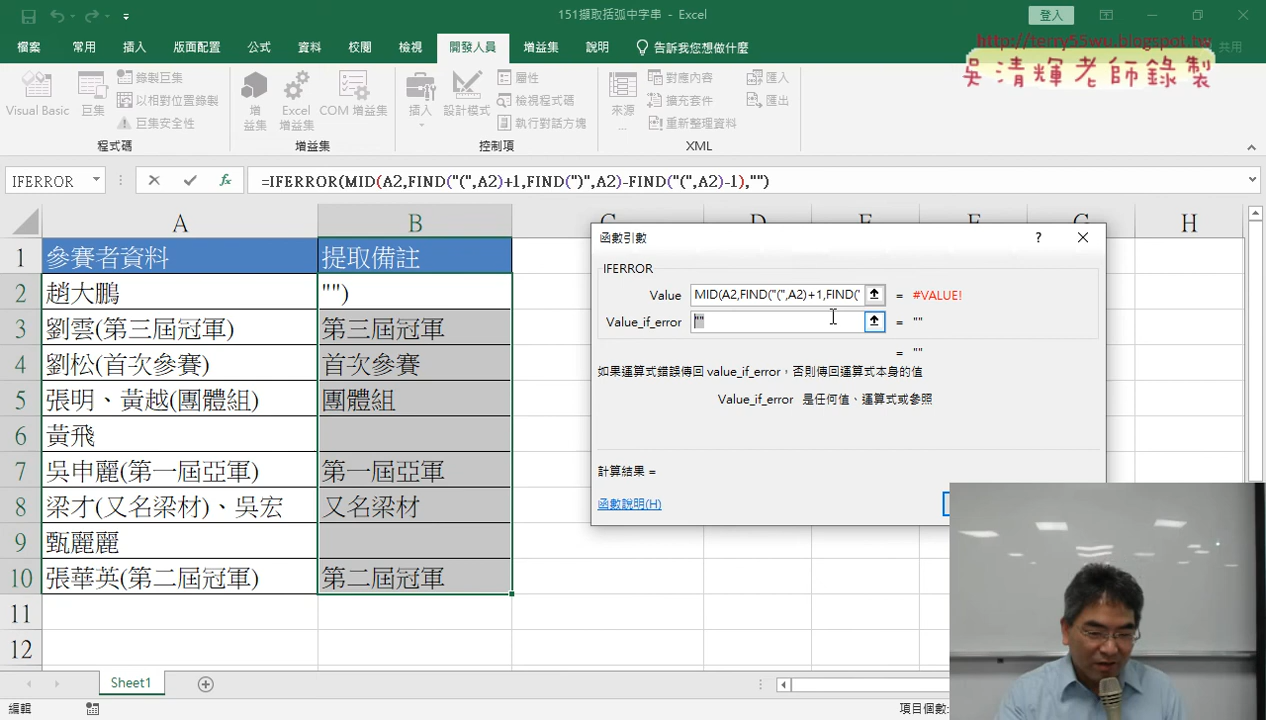 151擷取括弧中字串 - Excel
登入
檔案 常用 插入 版面配置 公式 資料 校閱 檢視 開發人員 增益集 說明 告訴我您想做什麼 共用
http://terry55wu.blogspot.tw
吳清輝老師錄製
Visual Basic 巨集 錄製巨集 以相對位置錄製 巨集安全性
增益集 Excel 增益集 COM 增益集
插入 設計模式 屬性 檢視程式碼 執行對話方塊
來源 ... 對應內容 擴充套件 重新整理資料 匯入 匯出
程式碼 增益集 控制項 XML
IFERROR =IFERROR(MID(A2,FIND("(",A2)+1,FIND(")",A2)-FIND("(",A2)-1),"")
A B C D E F G H
1 參賽者資料 提取備註
2 趙大鵬 "")
3 劉雲(第三屆冠軍) 第三屆冠軍
4 劉松(首次參賽) 首次參賽
5 張明、黃越(團體組) 團體組
6 黃飛
7 吳申麗(第一屆亞軍) 第一屆亞軍
8 梁才(又名梁材)、吳宏 又名梁材
9 甄麗麗
10 張華英(第二屆冠軍) 第二屆冠軍
11
12
函數引數 ?
IFERROR
Value MID(A2,FIND("(",A2)+1,FIND(" = #VALUE!
Value_if_error "" = ""
= ""
如果運算式錯誤傳回 value_if_error，否則傳回運算式本身的值
Value_if_error 是任何值、運算式或參照
計算結果 =
函數說明(H)
Sheet1
編輯 項目個數: